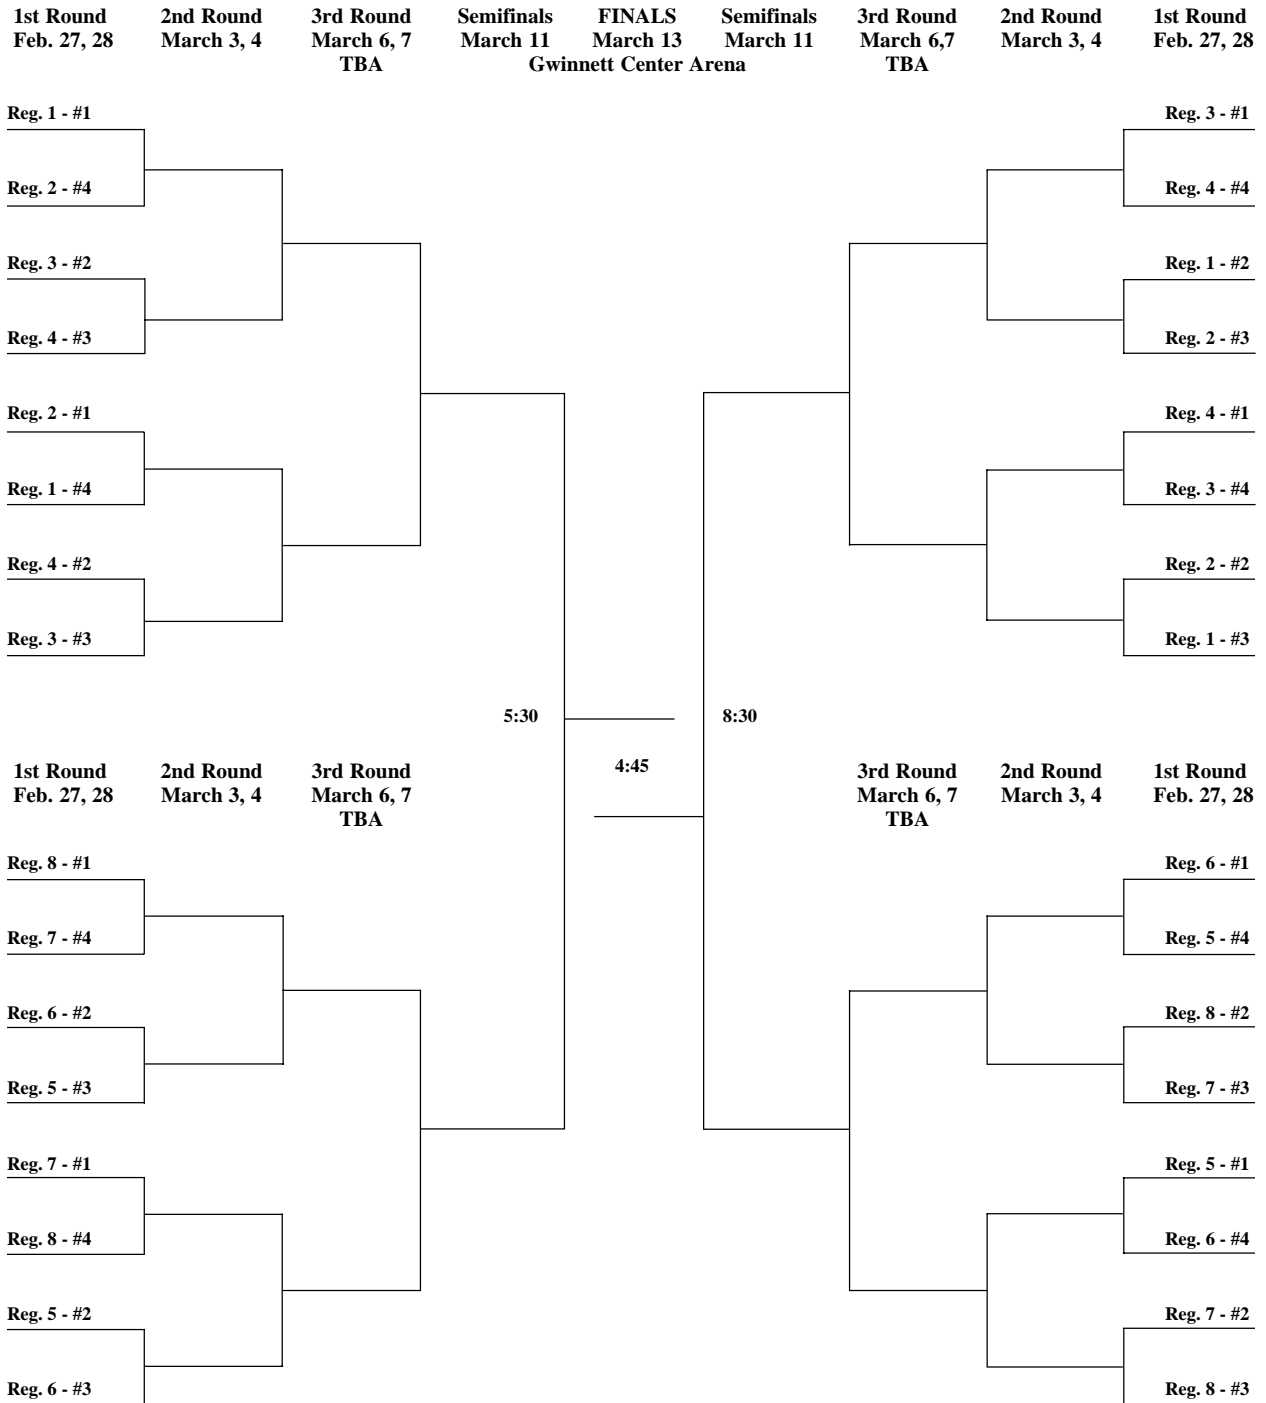 1st Round 2nd Round 3rd Round Semifinals FINALS Semifinals 3rd Round 2nd Round 1st Round
Feb. 27, 28 March 3, 4 March 6, 7 March 11 March 13 March 11 March 6,7 March 3, 4 Feb. 27, 28
TBA Gwinnett Center Arena TBA
Reg. 1 - #1 Reg. 3 - #1
Reg. 2 - #4 Reg. 4 - #4
Reg. 3 - #2 Reg. 1 - #2
Reg. 4 - #3 Reg. 2 - #3
Reg. 2 - #1 Reg. 4 - #1
Reg. 1 - #4 Reg. 3 - #4
Reg. 4 - #2 Reg. 2 - #2
Reg. 3 - #3 Reg. 1 - #3
5:30 8:30
4:45
1st Round 2nd Round 3rd Round 3rd Round 2nd Round 1st Round
Feb. 27, 28 March 3, 4 March 6, 7 March 6, 7 March 3, 4 Feb. 27, 28
TBA TBA
Reg. 8 - #1 Reg. 6 - #1
Reg. 7 - #4 Reg. 5 - #4
Reg. 6 - #2 Reg. 8 - #2
Reg. 5 - #3 Reg. 7 - #3
Reg. 7 - #1 Reg. 5 - #1
Reg. 8 - #4 Reg. 6 - #4
Reg. 5 - #2 Reg. 7 - #2
Reg. 6 - #3 Reg. 8 - #3